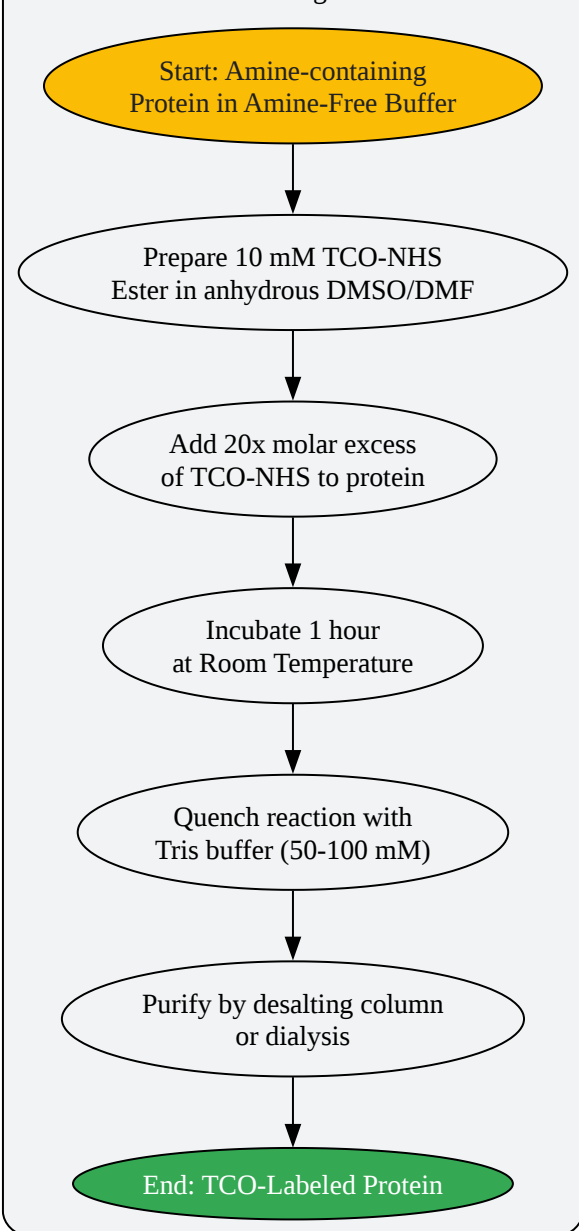 Start: Amine-containing
Protein in Amine-Free Buffer
Prepare 10 mM TCO-NHS
Ester in anhydrous DMSO/DMF
Add 20x molar excess
of TCO-NHS to protein
Incubate 1 hour
at Room Temperature
Quench reaction with
Tris buffer (50-100 mM)
Purify by desalting column
or dialysis
End: TCO-Labeled Protein